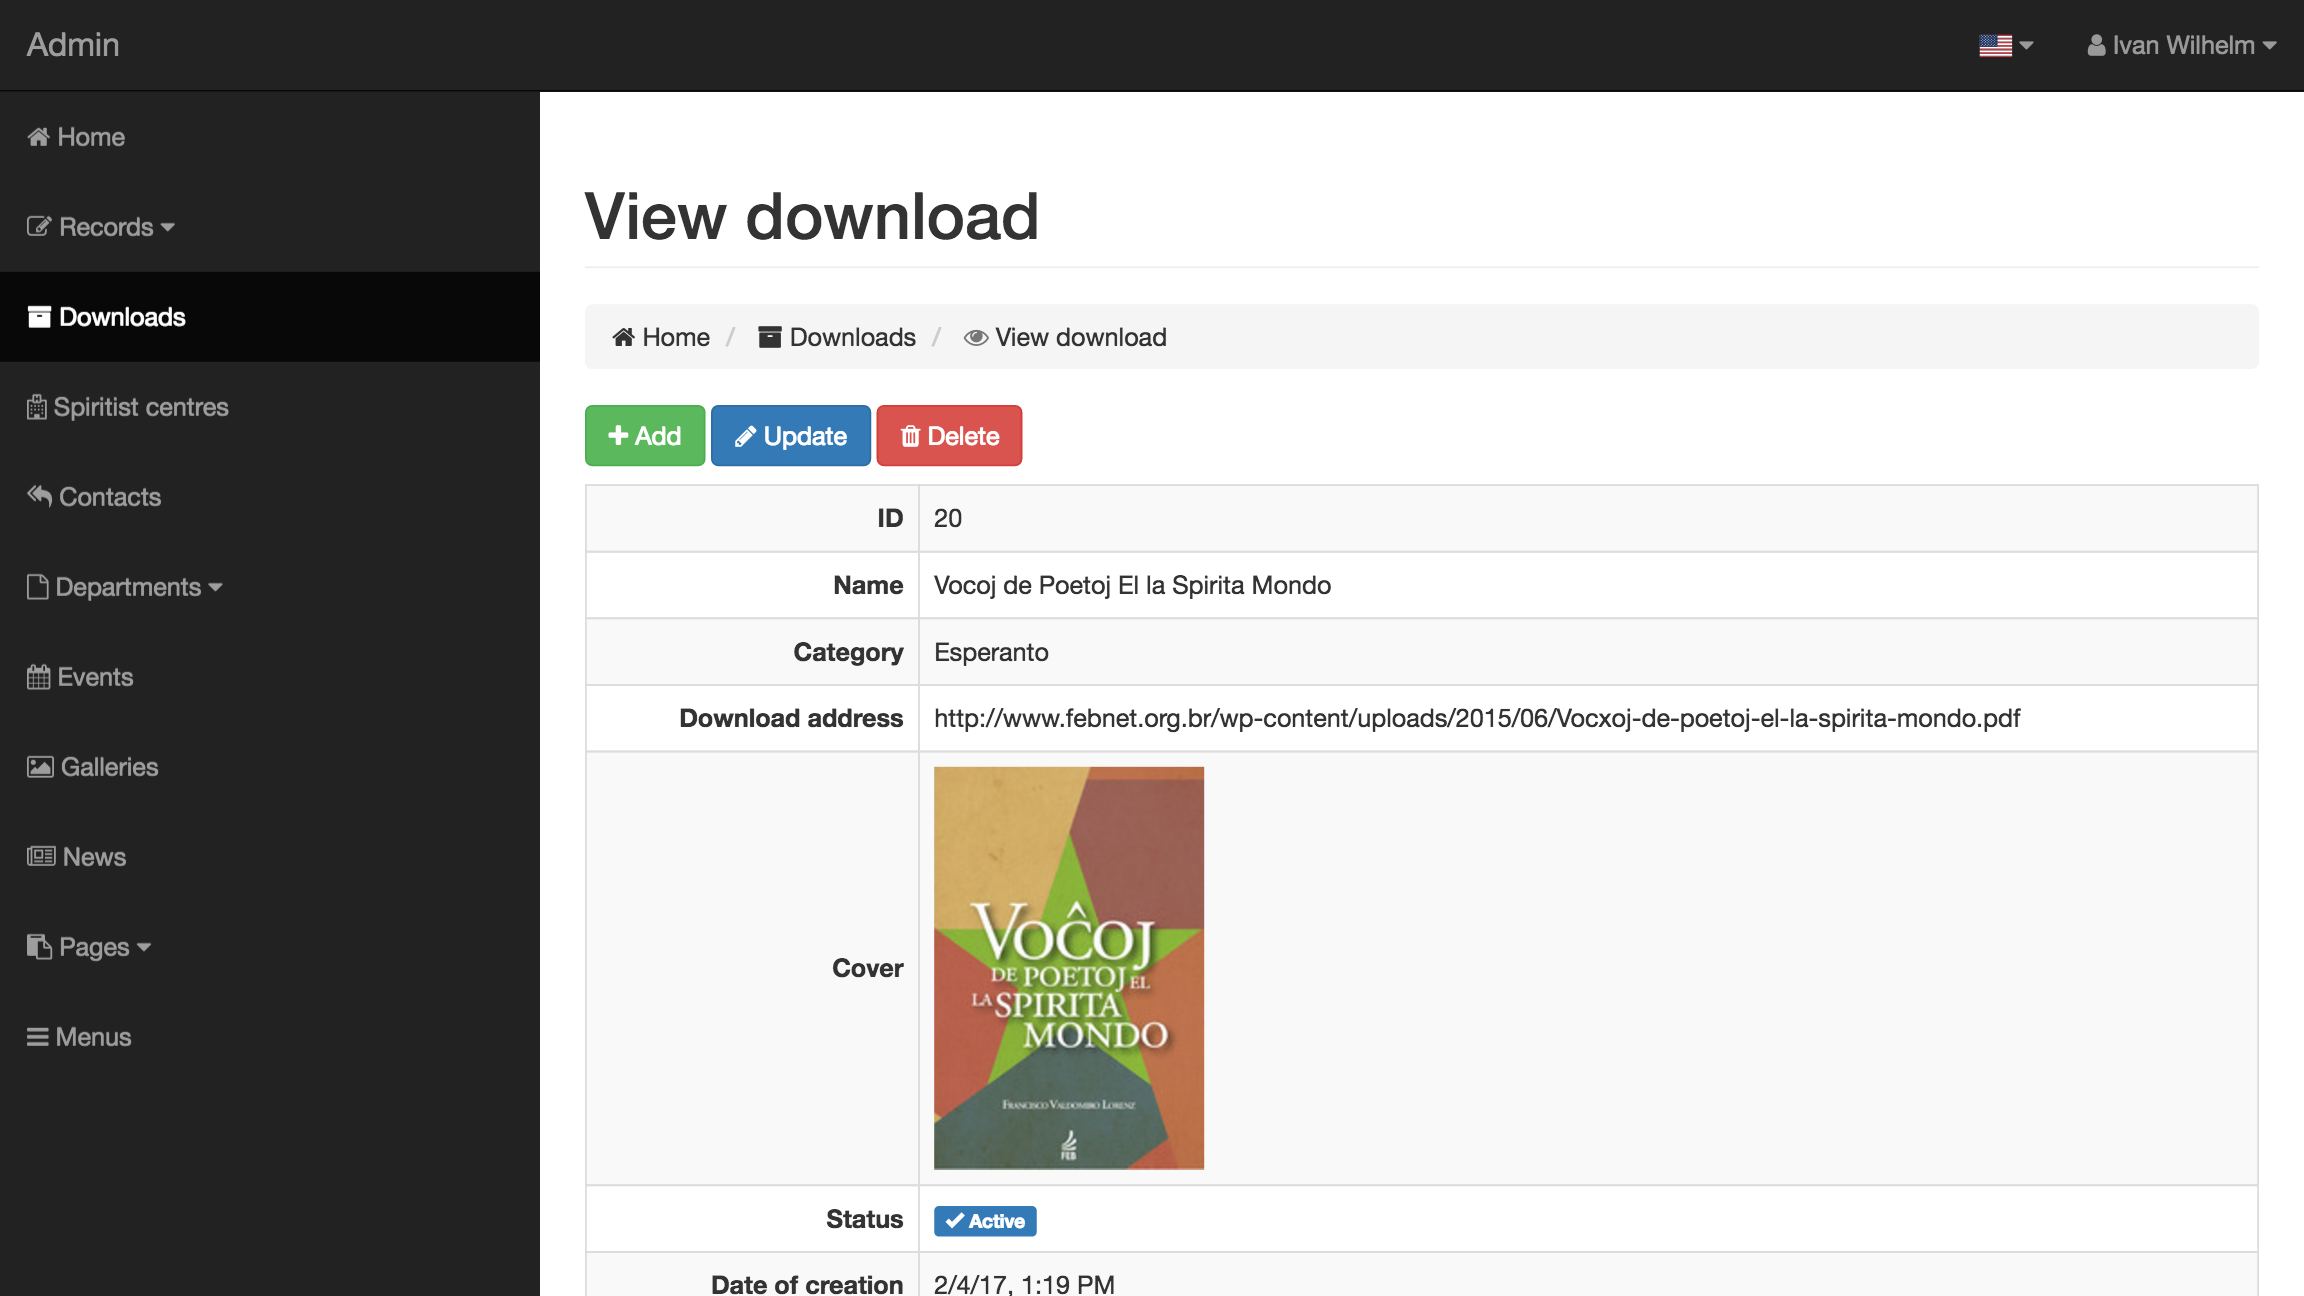 Admin
Ivan Wilhelm
Home
Records
Downloads
Spiritist centres
Contacts
Departments
Events
Galleries
News
Pages
Menus
View download
Home / Downloads / View download
Add Update Delete
ID 20
Name Vocoj de Poetoj El la Spirita Mondo
Category Esperanto
Download address http://www.febnet.org.br/wp-content/uploads/2015/06/Vocxoj-de-poetoj-el-la-spirita-mondo.pdf
Cover
VOĈOJ
DE POETOJ EL
LA SPIRITA
MONDO
FRANCISCO VALDOMIRO LORENZ
FEB
Status Active
Date of creation 2/4/17, 1:19 PM